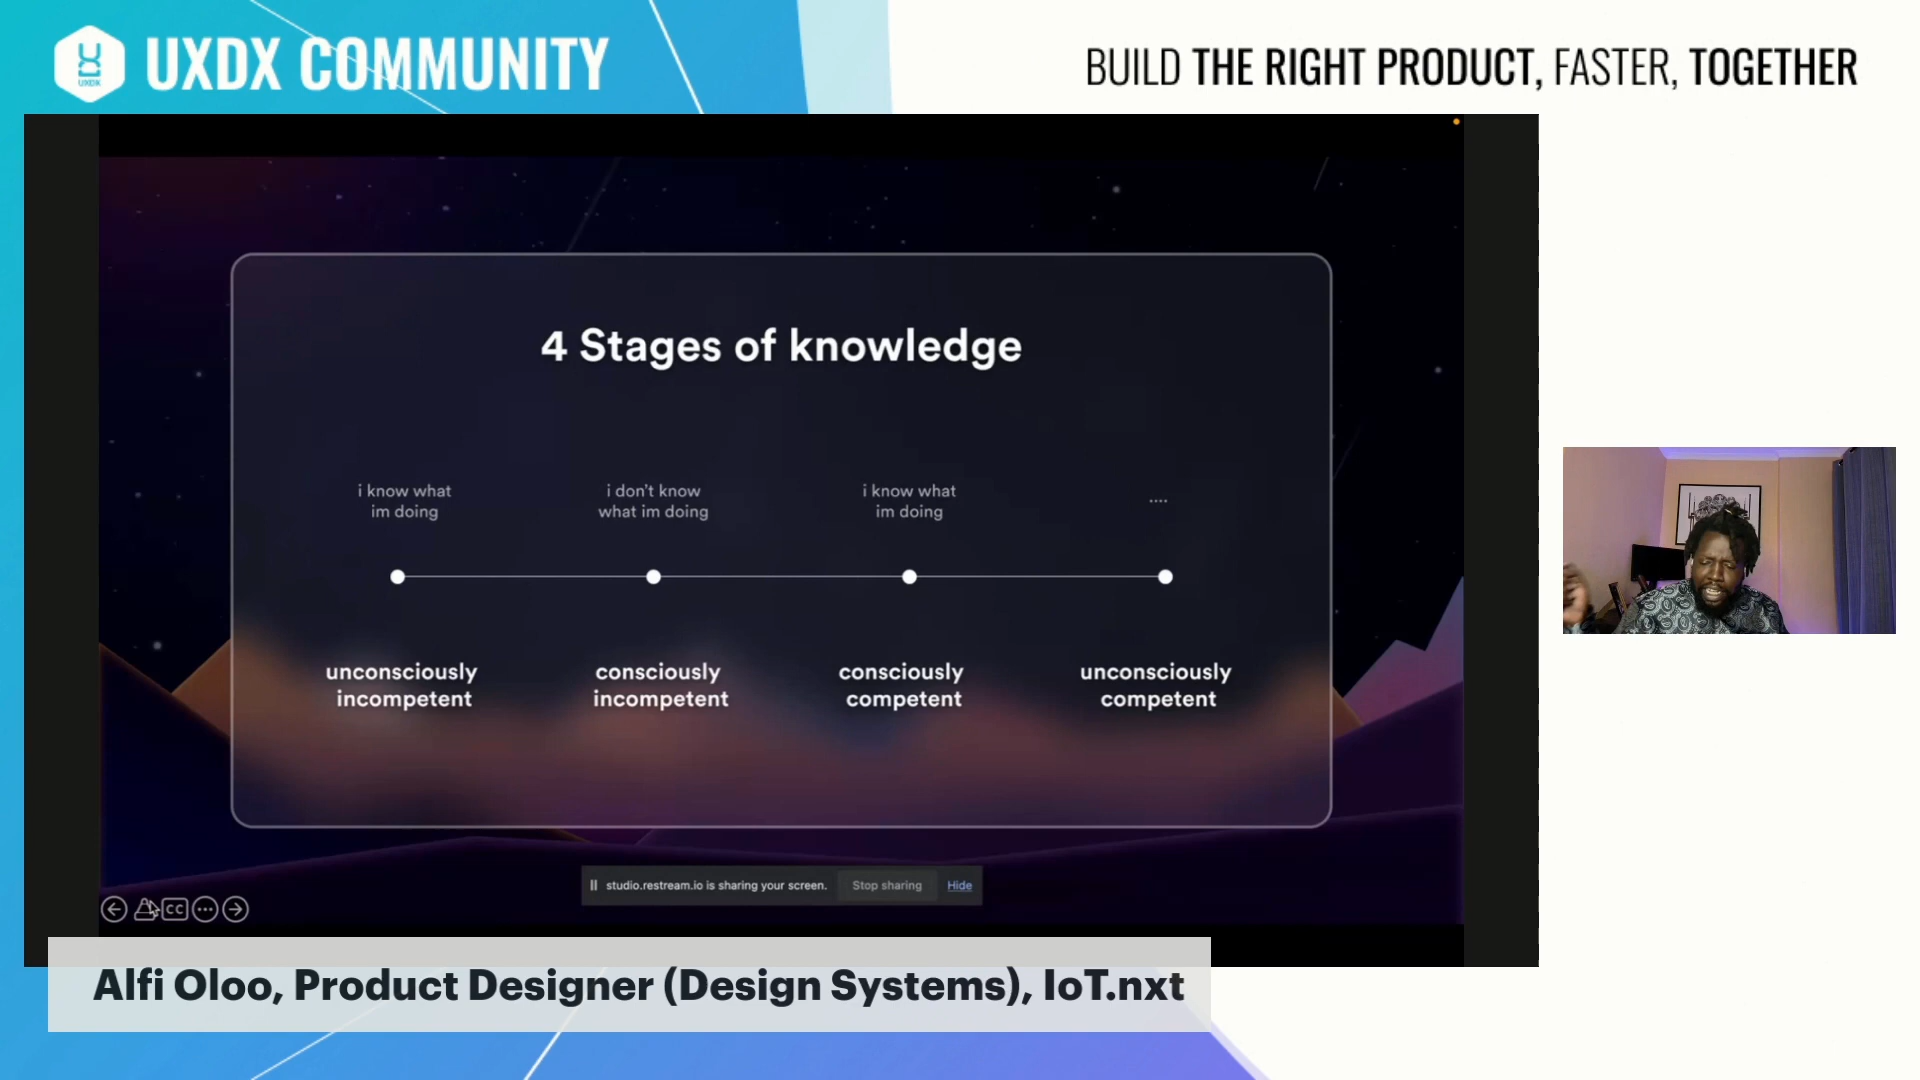 UXDX COMMUNITY
UXDX
BUILD THE RIGHT PRODUCT, FASTER, TOGETHER
4 Stages of knowledge
i know what
im doing
i don't know
what im doing
i know what
im doing
....
unconsciously
incompetent
consciously
incompetent
consciously
competent
unconsciously
competent
studio.restream.io is sharing your screen.
Stop sharing
Hide
CC
Alfi Oloo, Product Designer (Design Systems), IoT.nxt